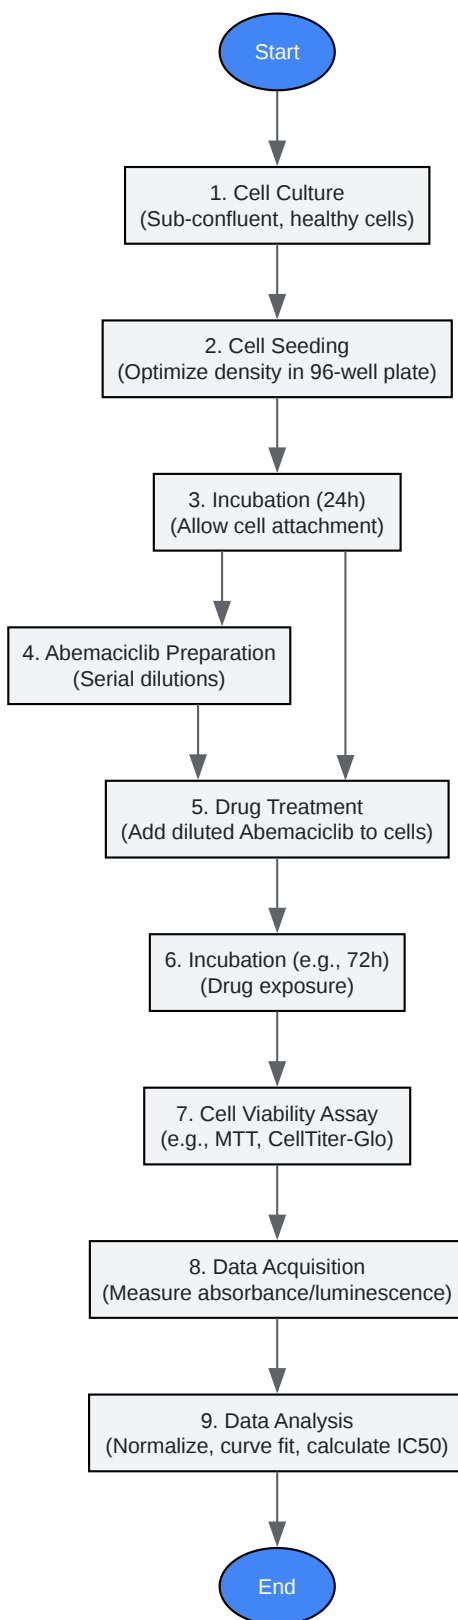 Start
1. Cell Culture
(Sub-confluent, healthy cells)
2. Cell Seeding
(Optimize density in 96-well plate)
3. Incubation (24h)
(Allow cell attachment)
4. Abemaciclib Preparation
(Serial dilutions)
5. Drug Treatment
(Add diluted Abemaciclib to cells)
6. Incubation (e.g., 72h)
(Drug exposure)
7. Cell Viability Assay
(e.g., MTT, CellTiter-Glo)
8. Data Acquisition
(Measure absorbance/luminescence)
9. Data Analysis
(Normalize, curve fit, calculate IC50)
End